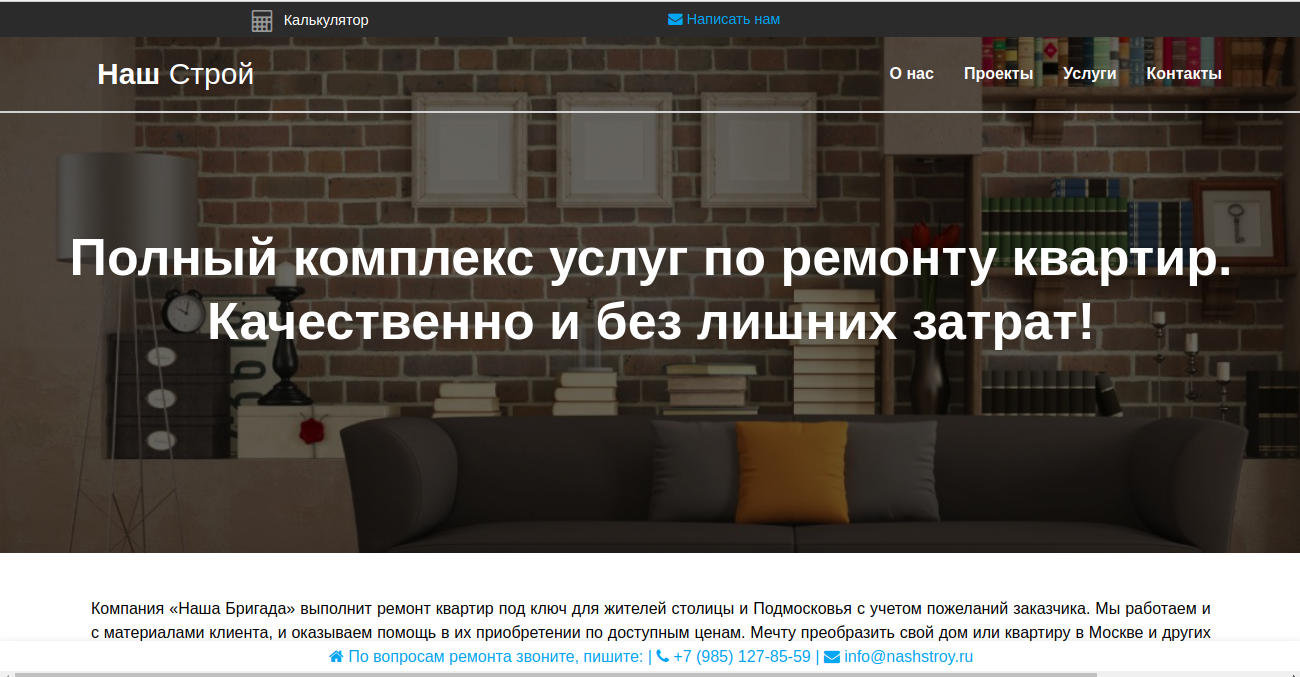 Калькулятор
Написать нам
Наш Строй
О нас Проекты Услуги Контакты
Полный комплекс услуг по ремонту квартир.
Качественно и без лишних затрат!
Компания «Наша Бригада» выполнит ремонт квартир под ключ для жителей столицы и Подмосковья с учетом пожеланий заказчика. Мы работаем и
с материалами клиента, и оказываем помощь в их приобретении по доступным ценам. Мечту преобразить свой дом или квартиру в Москве и других
По вопросам ремонта звоните, пишите: | +7 (985) 127-85-59 | info@nashstroy.ru